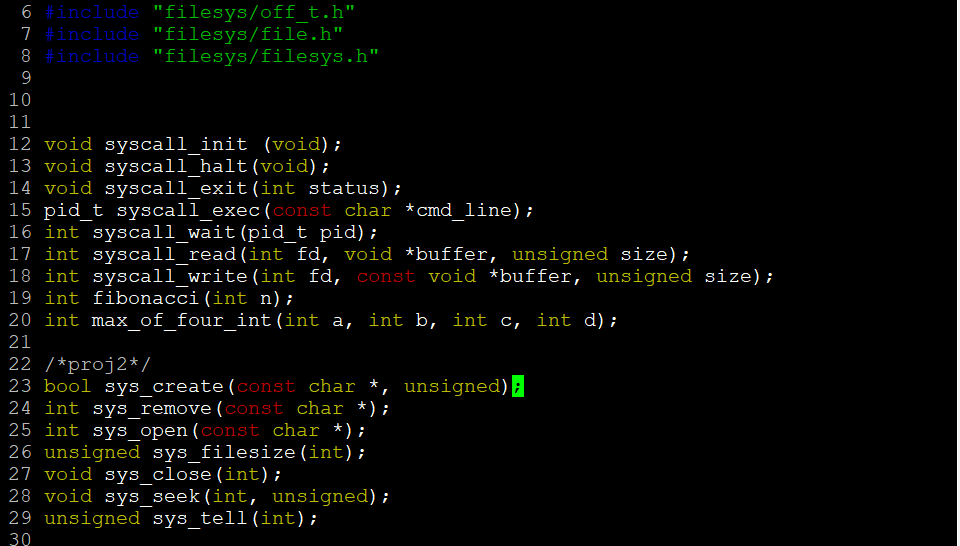 6 #include "filesys/off_t.h"
7 #include "filesys/file.h"
8 #include "filesys/filesys.h"
9
10
11
12 void syscall_init (void);
13 void syscall_halt(void);
14 void syscall_exit(int status);
15 pid_t syscall_exec(const char *cmd_line);
16 int syscall_wait(pid_t pid);
17 int syscall_read(int fd, void *buffer, unsigned size);
18 int syscall_write(int fd, const void *buffer, unsigned size);
19 int fibonacci(int n);
20 int max_of_four_int(int a, int b, int c, int d);
21
22 /*proj2*/
23 bool sys_create(const char *, unsigned);
24 int sys_remove(const char *);
25 int sys_open(const char *);
26 unsigned sys_filesize(int);
27 void sys_close(int);
28 void sys_seek(int, unsigned);
29 unsigned sys_tell(int);
30